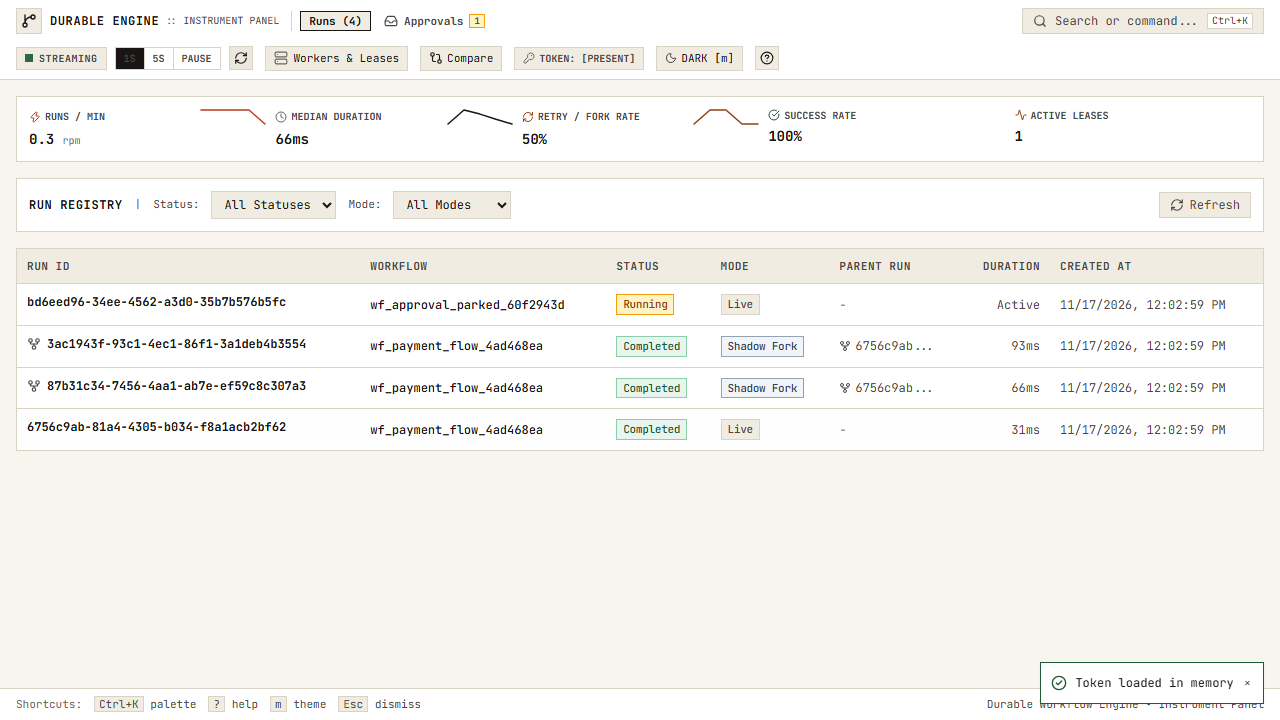 DURABLE ENGINE :: INSTRUMENT PANEL Runs (4) Approvals 1 Search or command... Ctrl+K
STREAMING 1S 5S PAUSE Workers & Leases Compare TOKEN: [PRESENT] DARK [m]
RUNS / MIN MEDIAN DURATION RETRY / FORK RATE SUCCESS RATE ACTIVE LEASES
0.3 rpm 66ms 50% 100% 1
RUN REGISTRY | Status: All Statuses Mode: All Modes Refresh
RUN ID WORKFLOW STATUS MODE PARENT RUN DURATION CREATED AT
bd6eed96-34ee-4562-a3d0-35b7b576b5fc wf_approval_parked_60f2943d Running Live - Active 11/17/2026, 12:02:59 PM
3ac1943f-93c1-4ec1-86f1-3a1deb4b3554 wf_payment_flow_4ad468ea Completed Shadow Fork 6756c9ab... 93ms 11/17/2026, 12:02:59 PM
87b31c34-7456-4aa1-ab7e-ef59c8c307a3 wf_payment_flow_4ad468ea Completed Shadow Fork 6756c9ab... 66ms 11/17/2026, 12:02:59 PM
6756c9ab-81a4-4305-b034-f8a1acb2bf62 wf_payment_flow_4ad468ea Completed Live - 31ms 11/17/2026, 12:02:59 PM
Token loaded in memory ×
Shortcuts: Ctrl+K palette ? help m theme Esc dismiss Durable Workflow Engine • Instrument Panel